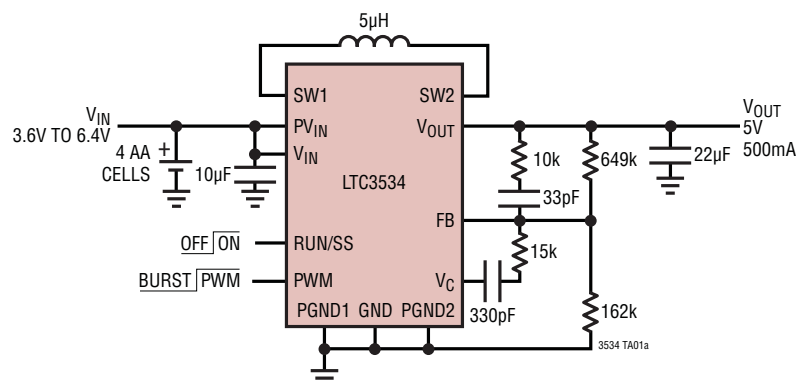 5µH
SW1
SW2
VIN
3.6V TO 6.4V
PVIN
VOUT
VOUT
5V
500mA
4 AA
CELLS
+
10µF
VIN
LTC3534
10k
649k
22µF
33pF
FB
OFF ON
RUN/SS
15k
BURST PWM
PWM
VC
330pF
162k
PGND1 GND PGND2
3534 TA01a